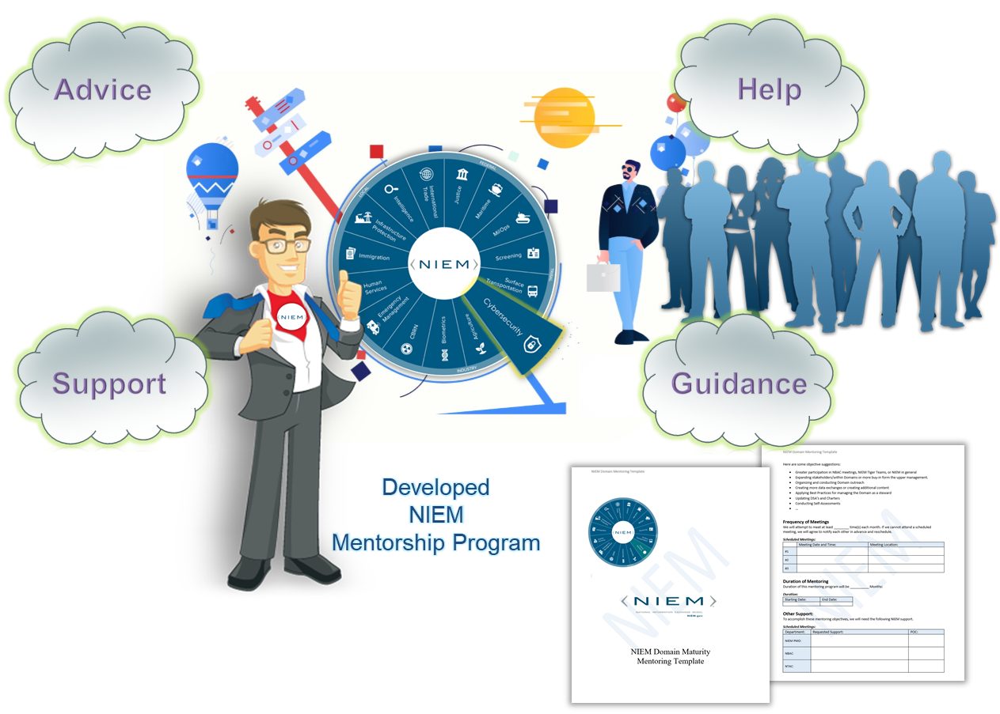 Advice
Help
Support
Guidance
FEDERAL
LOCAL
TRIBAL
INDUSTRY
Justice
Maritime
MilOps
Screening
Surface
Transportation
Cybersecurity
Agriculture
Biometrics
CBRN
Emergency
Management
Human
Services
Immigration
Infrastructure
Protection
Intelligence
International
Trade
NIEM
NIEM
Developed
NIEM
Mentorship Program
NIEM Domain Mentoring Template
NIEM
NIEM
NATIONAL INFORMATION EXCHANGE MODEL
NIEM.gov
NIEM
NIEM Domain Maturity
Mentoring Template
NIEM Domain Mentoring Template
Here are some objective suggestions:
• Greater participation in NBAC meetings, NIEM Tiger Teams, or NIEM in general
• Expanding stakeholders/within Domains or more buy-in form the upper management.
• Organizing and conducting Domain outreach
• Creating more data exchanges or creating additional content
• Applying Best Practices for managing the Domain as a steward
• Updating DSA's and Charters
• Conducting Self-Assessments
• ...
Frequency of Meetings
We will attempt to meet at least ________ time(s) each month. If we cannot attend a scheduled
meeting, we will agree to notify each other in advance and reschedule.
Scheduled Meetings:
Meeting Date and Time: Meeting Location:
#1
#2
#3
Duration of Mentoring
Duration of this mentoring program will be __________ Months:
Duration:
Starting Date: End Date:
Other Support:
To accomplish these mentoring objectives, we will need the following NIEM support.
Scheduled Meetings:
Department: Requested Support: POC:
NIEM PMO:
NBAC:
NTAC:
NIEM